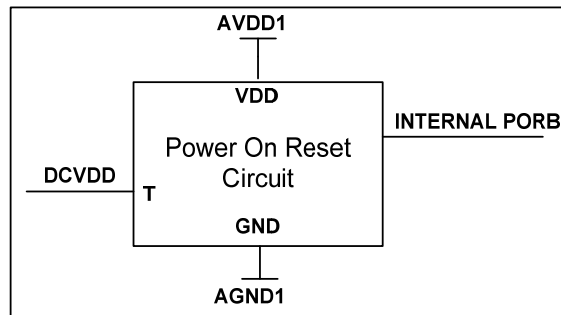 AVDD1
VDD
INTERNAL PORB
Power On Reset
Circuit
DCVDD
T
GND
AGND1